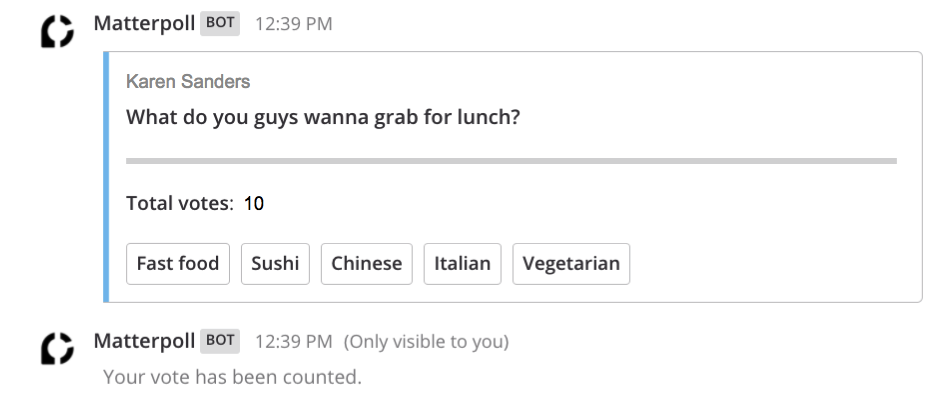 Matterpoll BOT 12:39 PM
Karen Sanders
What do you guys wanna grab for lunch?
Total votes: 10
Fast food Sushi Chinese Italian Vegetarian
Matterpoll BOT 12:39 PM (Only visible to you)
Your vote has been counted.